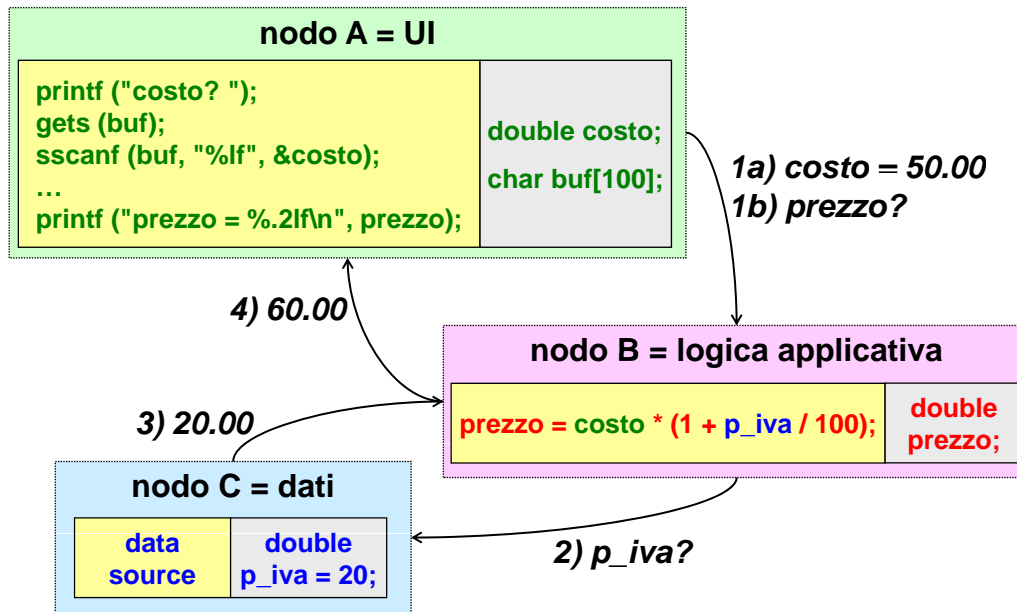 nodo A = UI
printf ("costo? ");
gets (buf);
sscanf (buf, "%lf", &costo);
…
printf ("prezzo = %.2lf\n", prezzo);
double costo;
char buf[100];
1a) costo = 50.00
1b) prezzo?
4) 60.00
nodo B = logica applicativa
prezzo = costo * (1 + p_iva / 100);
double
prezzo;
3) 20.00
nodo C = dati
data
source
double
p_iva = 20;
2) p_iva?